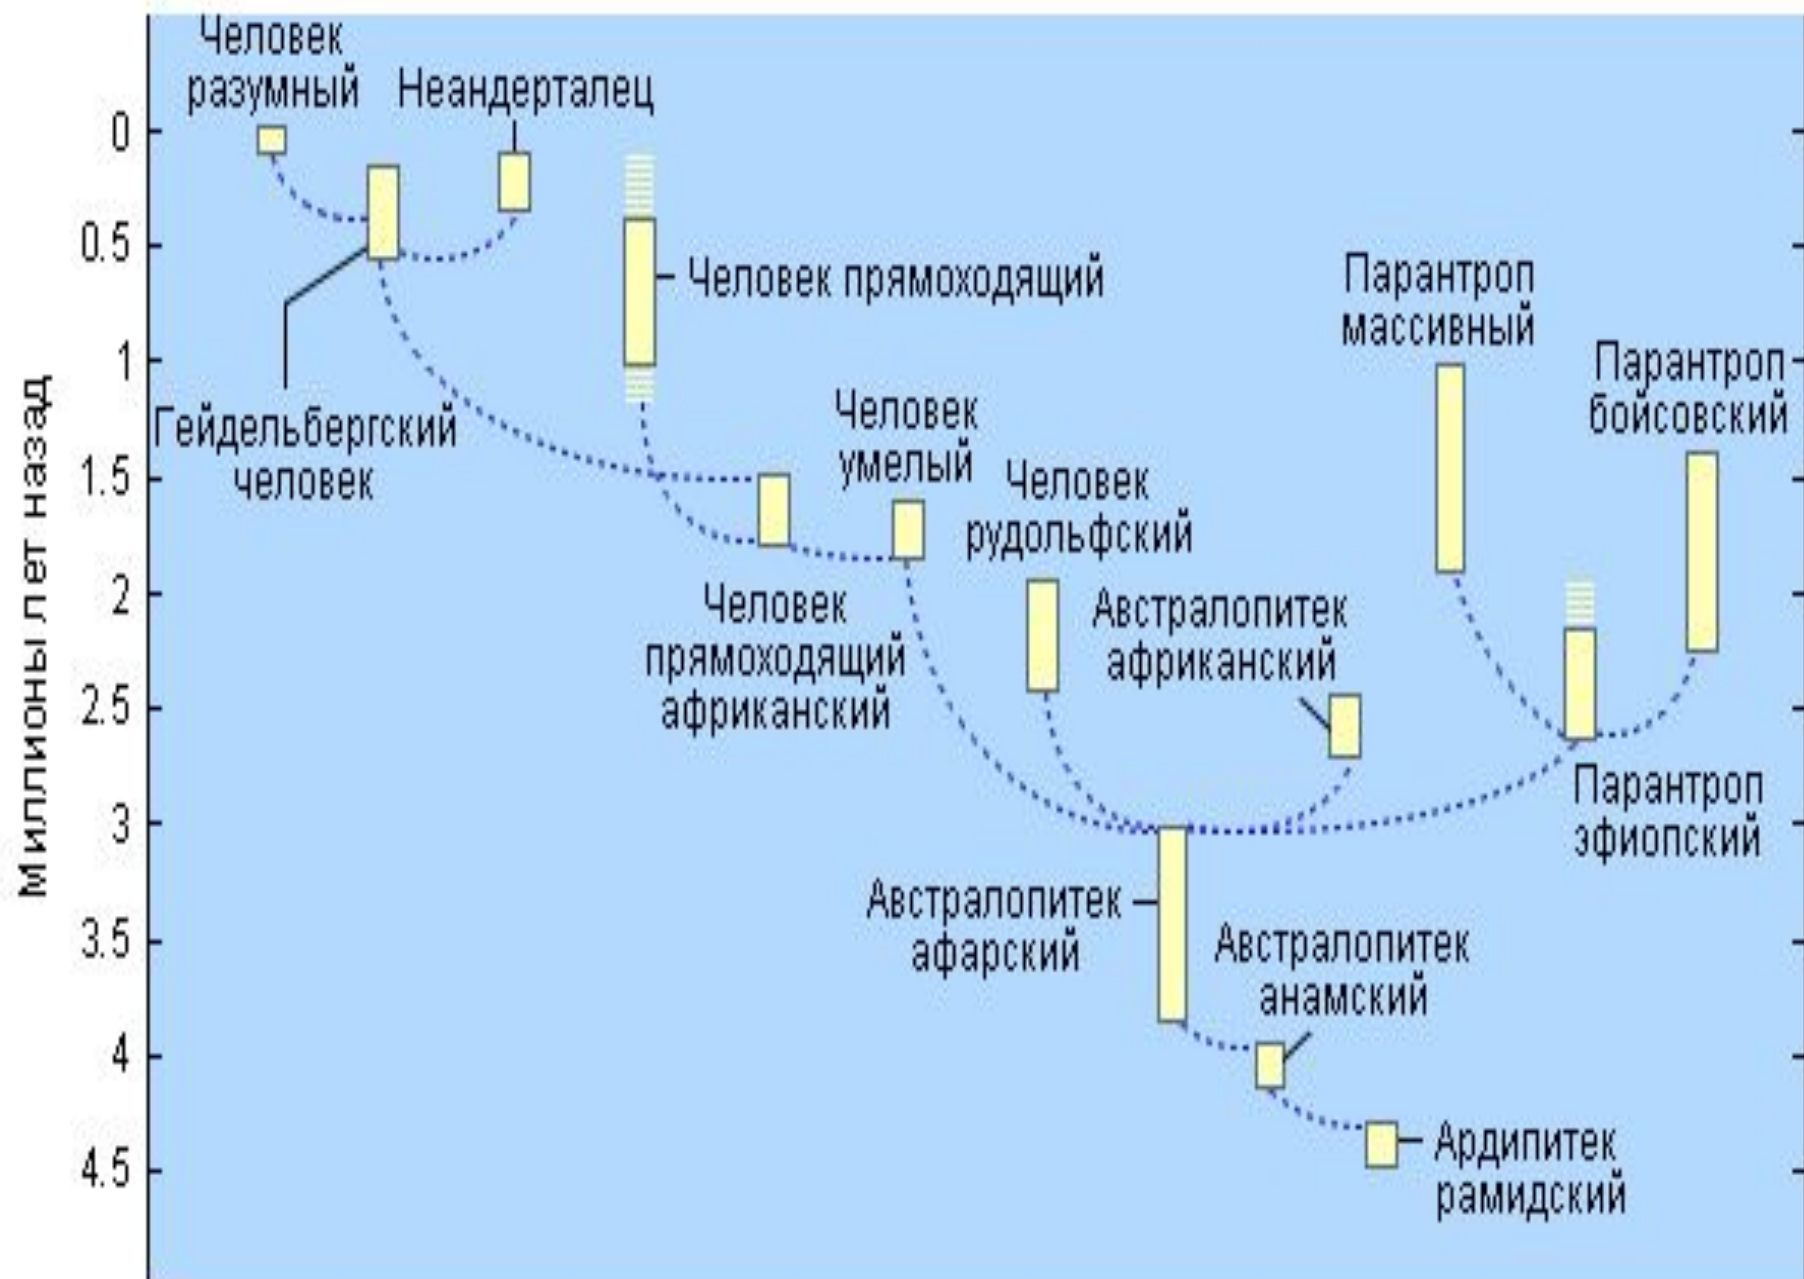 Человек
разумный
Неандерталец
0
0.5
Человек прямоходящий
Парантроп
массивный
1
Парантроп
бойсовский
Гейдельбергский
человек
Человек
умелый
1.5
Человек
рудольфский
2
Человек
прямоходящий
африканский
Австралопитек
африканский
2.5
Парантроп
эфиопский
3
Австралопитек
афарский
3.5
Австралопитек
анамский
4
Ардипитек
рамидский
4.5
Миллионы лет назад